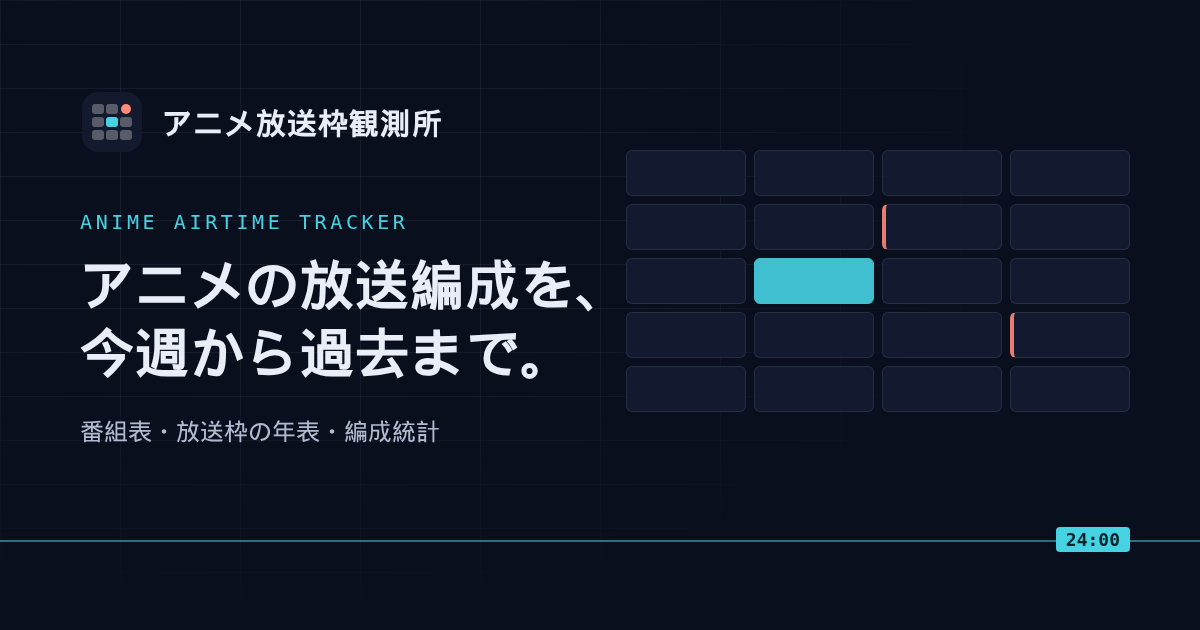 アニメ放送枠観測所
ANIME AIRTIME TRACKER
アニメの放送編成を、
今週から過去まで。
番組表・放送枠の年表・編成統計
24:00